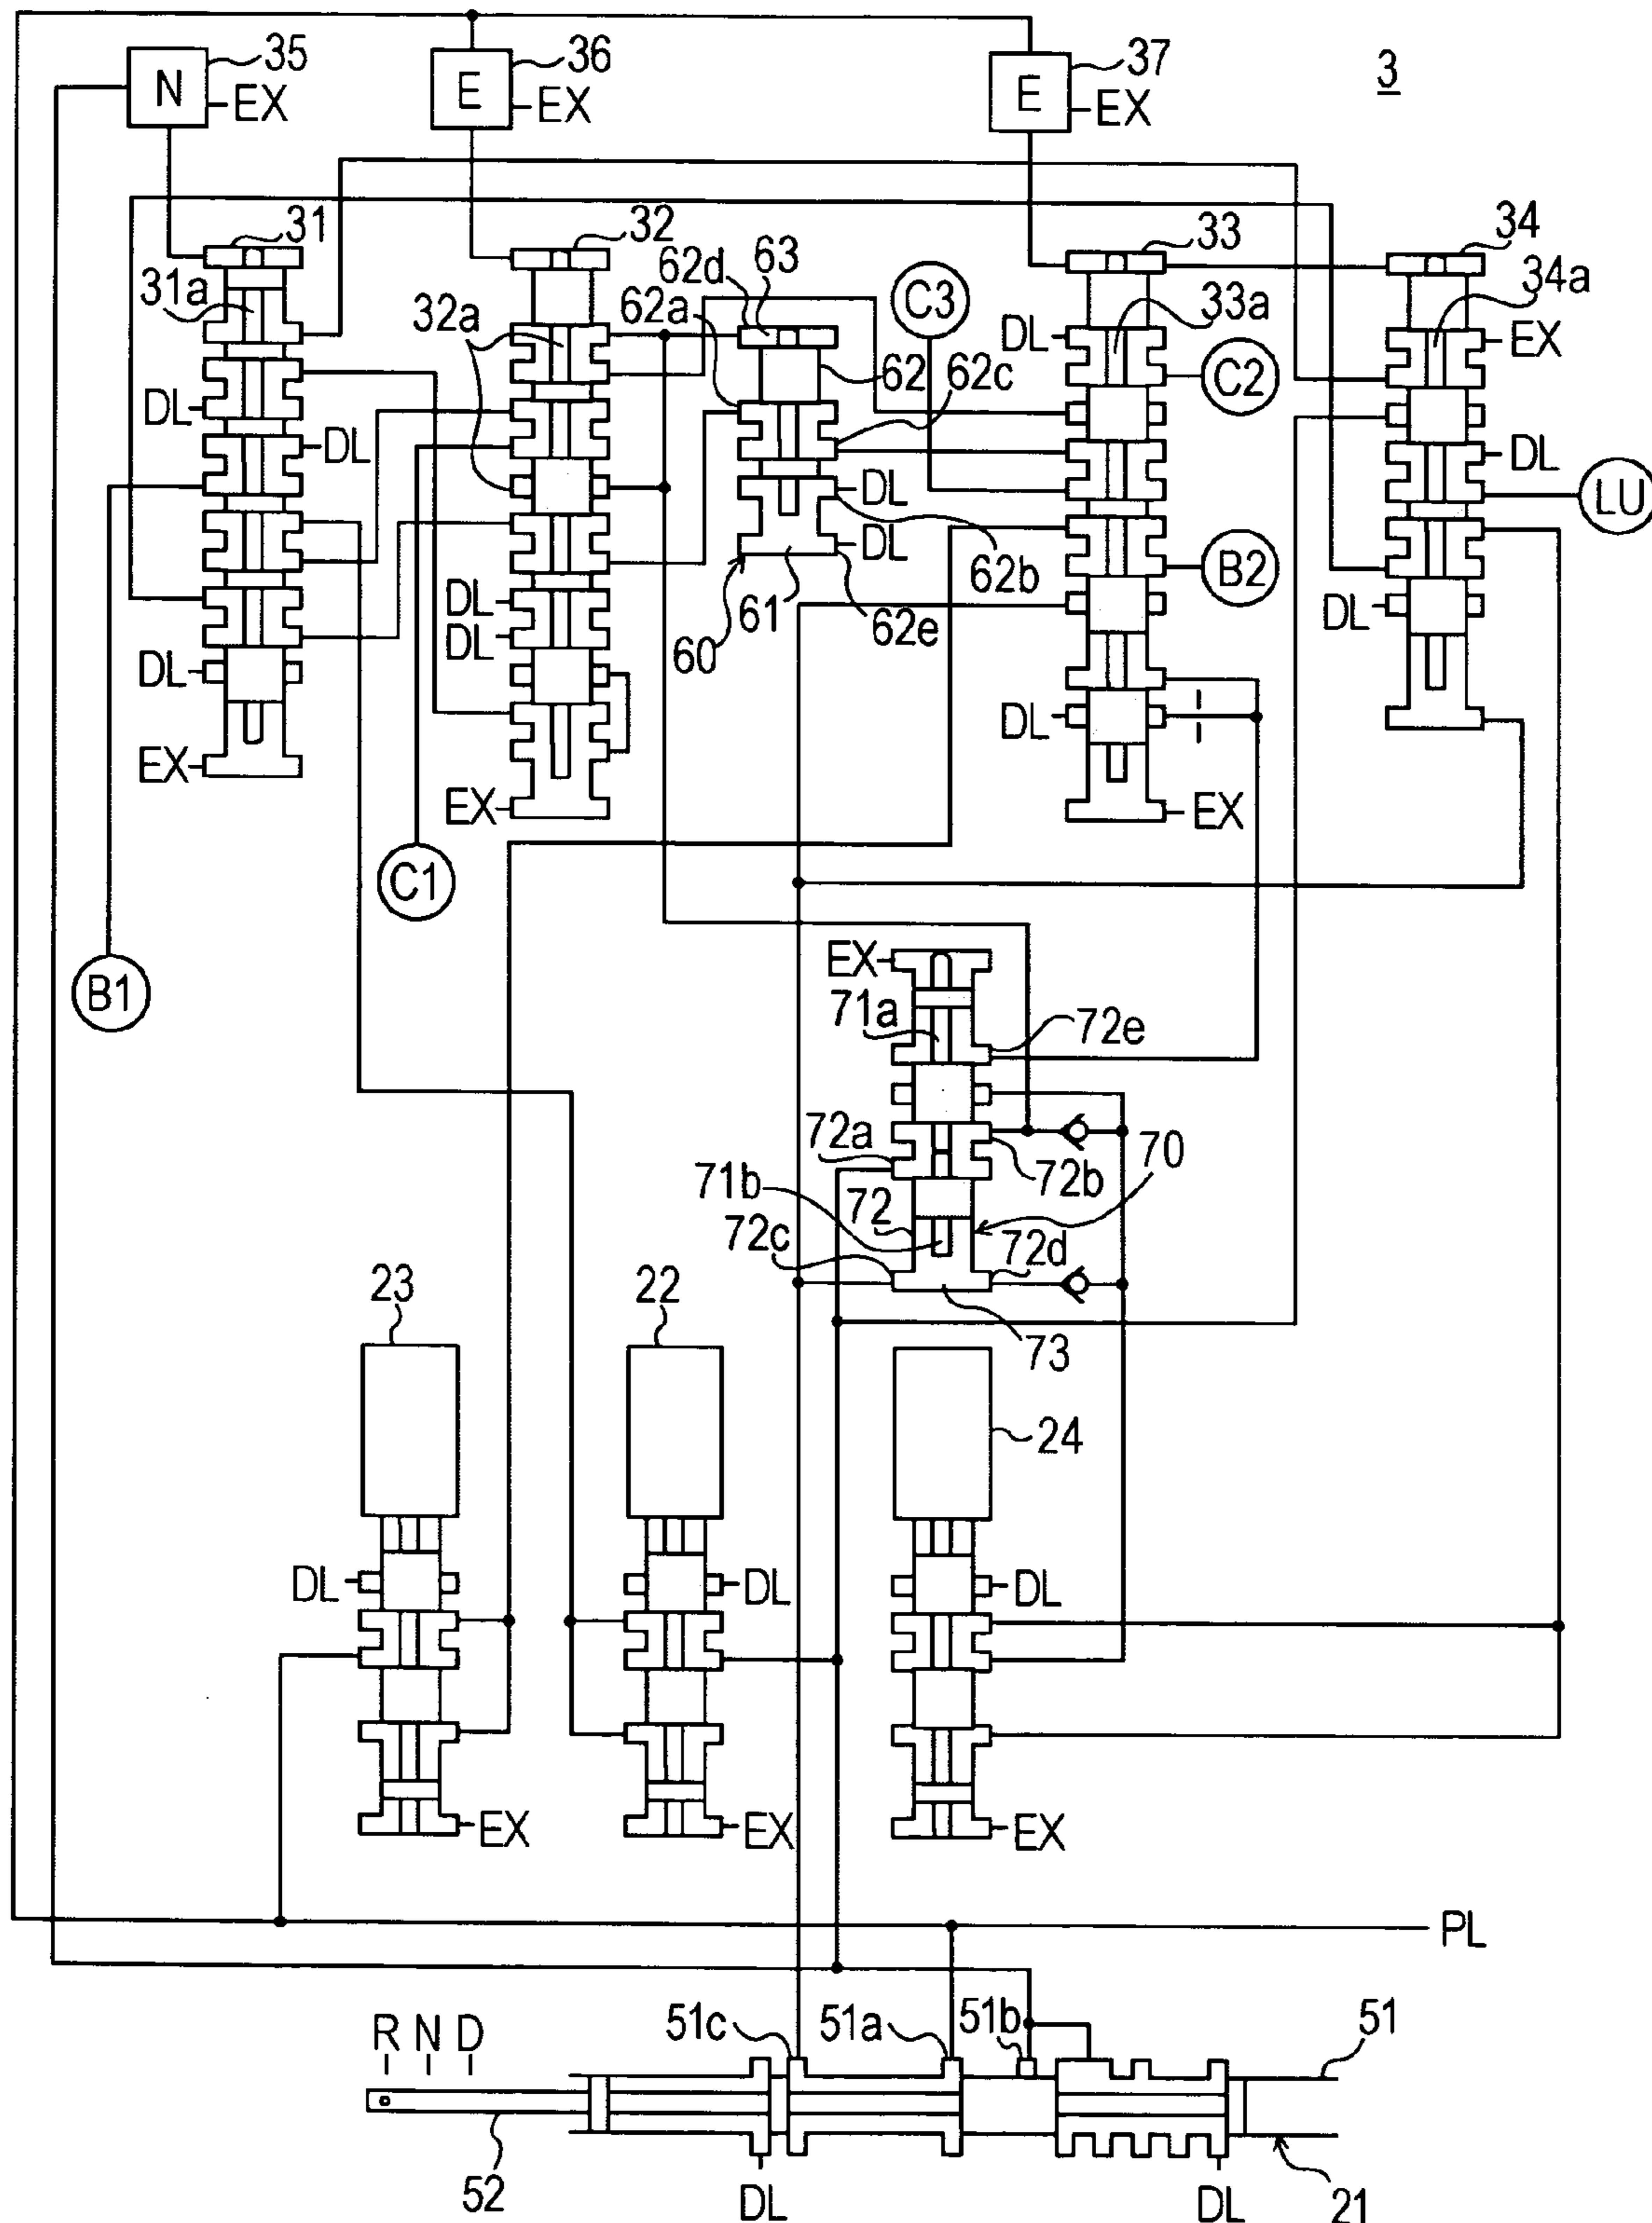 35
36
37
3
N
E
E
EX
EX
EX
31
32
62d
63
33
34
31a
32a
62a
C3
33a
34a
DL
EX
62
62c
C2
DL
DL
DL
DL
LU
DL
DL
62b
B2
DL
61
62e
DL
DL
60
DL
DL
EX
EX
EX
C1
B1
EX
71a
72e
72a
70
71b
72
72b
72c
72d
23
22
73
24
DL
DL
DL
EX
EX
EX
PL
R N D
51c
51a
51b
51
52
DL
DL
21